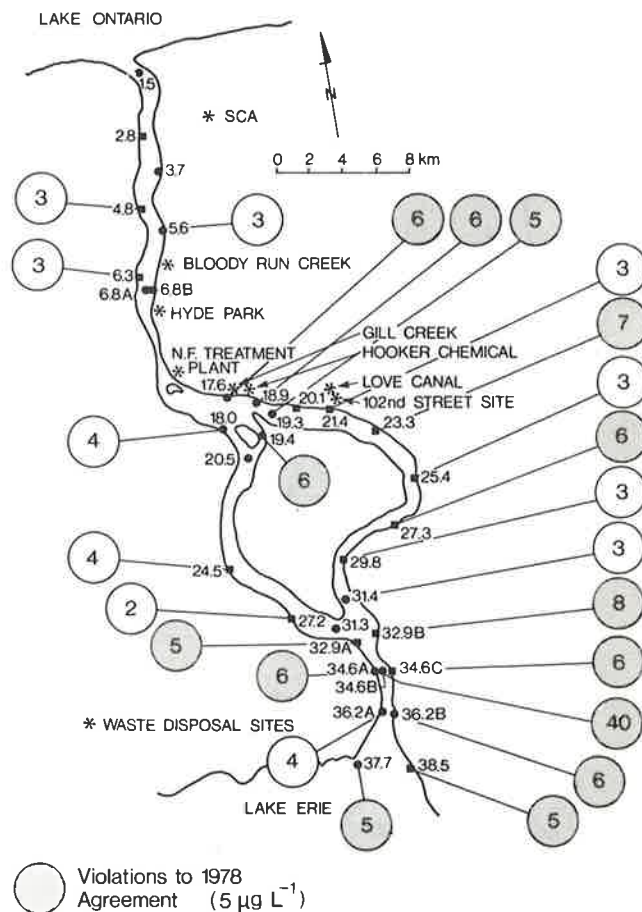 LAKE ONTARIO
1.5
N
* SCA
2.8
0 2 4 6 8 km
3.7
3
4.8
6
6
5
5.6
3
3
* BLOODY RUN CREEK
3
6.3
6.8A
6.8B
* HYDE PARK
GILL CREEK
7
N.F. TREATMENT
* PLANT
HOOKER CHEMICAL
* LOVE CANAL
17.6
18.9
20.1
* 102nd STREET SITE
3
19.3
21.4
23.3
18.0
4
19.4
6
20.5
25.4
6
3
27.3
29.8
4
24.5
3
31.4
2
27.2
31.3
8
32.9B
5
32.9A
34.6A
34.6C
6
6
34.6B
40
36.2A
36.2B
* WASTE DISPOSAL SITES
4
6
37.7
38.5
LAKE ERIE
5
5
Violations to 1978
Agreement (5 µg L⁻¹)